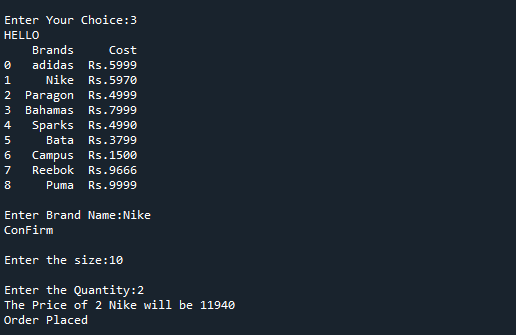 Enter Your Choice:3
HELLO
Brands Cost
0 adidas Rs.5999
1 Nike Rs.5970
2 Paragon Rs.4999
3 Bahamas Rs.7999
4 Sparks Rs.4990
5 Bata Rs.3799
6 Campus Rs.1500
7 Reebok Rs.9666
8 Puma Rs.9999
Enter Brand Name:Nike
ConFirm
Enter the size:10
Enter the Quantity:2
The Price of 2 Nike will be 11940
Order Placed